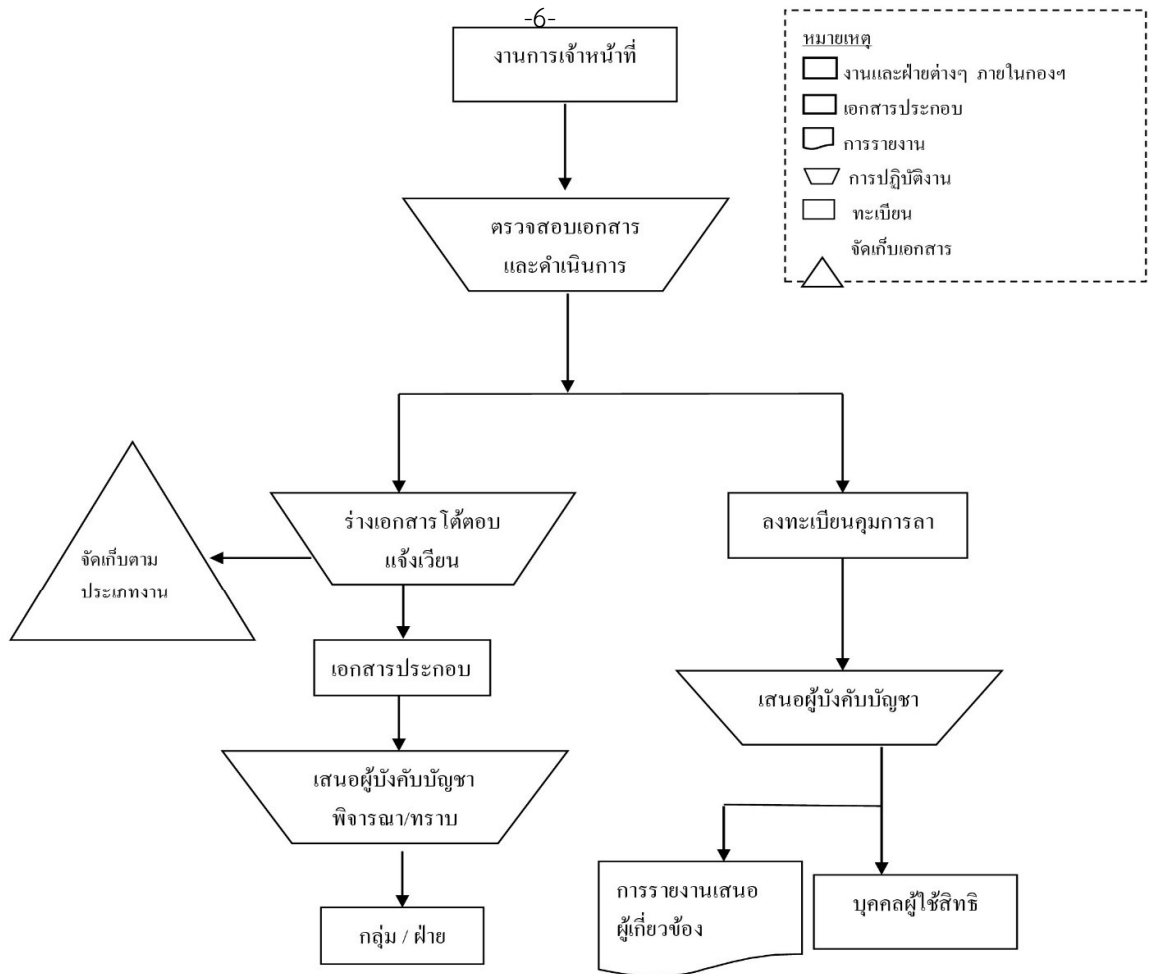 -6-
งานการเจ้าหน้าที่
หมายเหตุ
งานและฝ่ายต่างๆ ภายในกองฯ
เอกสารประกอบ
การรายงาน
การปฏิบัติงาน
ทะเบียน
จัดเก็บเอกสาร
ตรวจสอบเอกสาร
และดำเนินการ
ร่างเอกสารโต้ตอบ
แจ้งเวียน
ลงทะเบียนคุมการลา
จัดเก็บตาม
ประเภทงาน
เอกสารประกอบ
เสนอผู้บังคับบัญชา
เสนอผู้บังคับบัญชา
พิจารณา/ทราบ
การรายงานเสนอ
ผู้เกี่ยวข้อง
บุคคลผู้ใช้สิทธิ
กลุ่ม / ฝ่าย